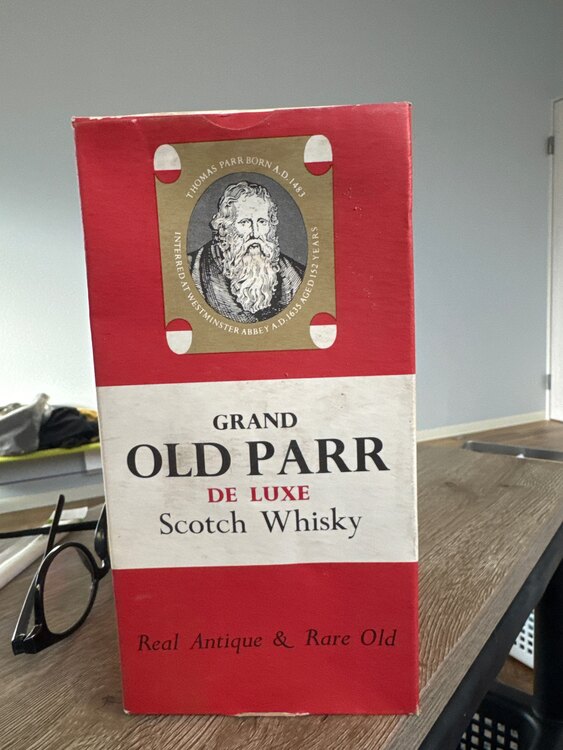 THOMAS PARR BORN A.D.1483
INTERRED AT WESTMINSTER ABBEY A.D.1635 AGED 152 YEARS
GRAND
OLD PARR
DE LUXE
Scotch Whisky
Real Antique & Rare Old